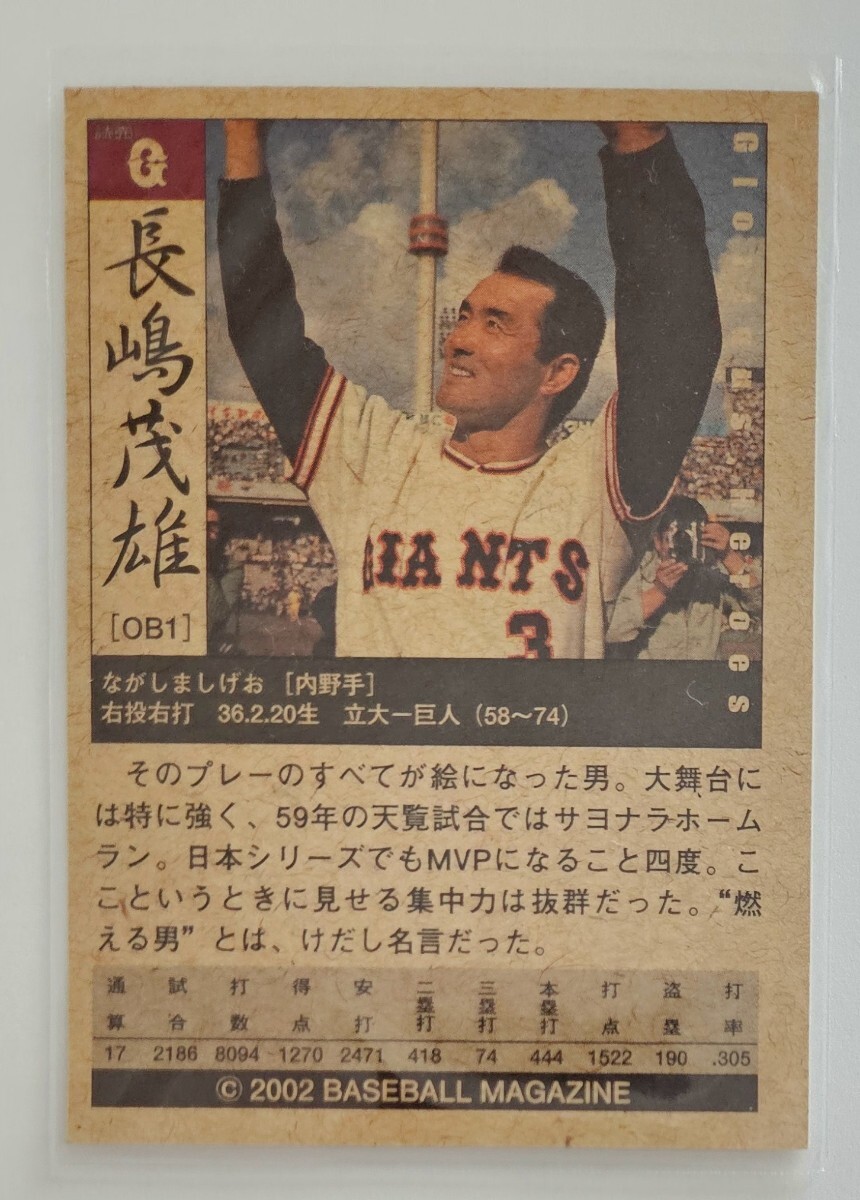 読売
G
長嶋茂雄
[OB1]
Glorious Heroes
GIANTS
3
ながしましげお [内野手]
右投右打 36.2.20生 立大ー巨人 (58〜74)
そのプレーのすべてが絵になった男。大舞台に
は特に強く、59年の天覧試合ではサヨナラホーム
ラン。日本シリーズでもMVPになること四度。こ
こというときに見せる集中力は抜群だった。“燃
える男” とは、けだし名言だった。
通算 試合 打数 得点 安打 二塁打 三塁打 本塁打 打点 盗塁 打率
17 2186 8094 1270 2471 418 74 444 1522 190 .305
© 2002 BASEBALL MAGAZINE